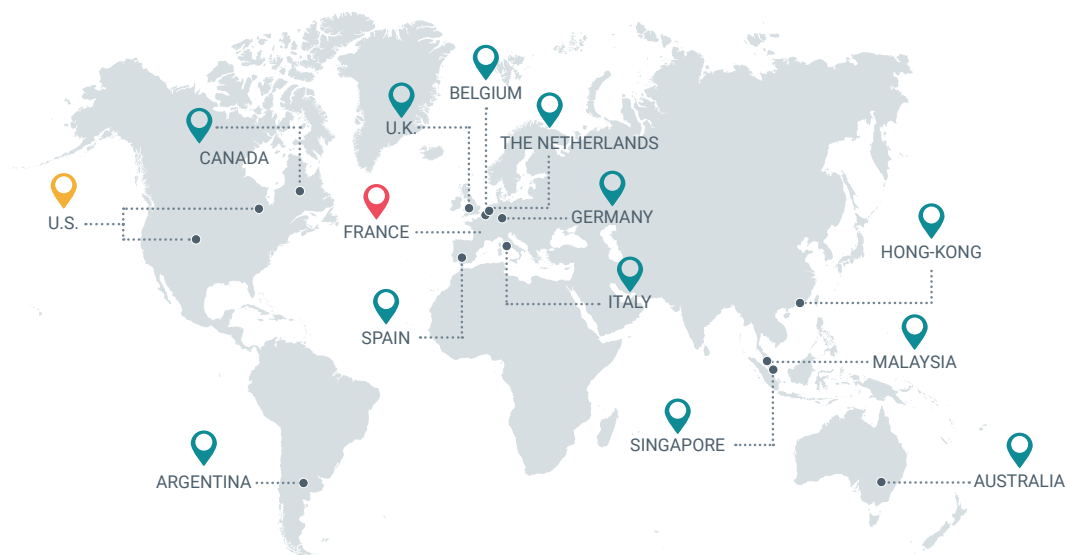 BELGIUM
U.K.
THE NETHERLANDS
CANADA
U.S.
FRANCE
GERMANY
HONG-KONG
ITALY
SPAIN
MALAYSIA
SINGAPORE
ARGENTINA
AUSTRALIA